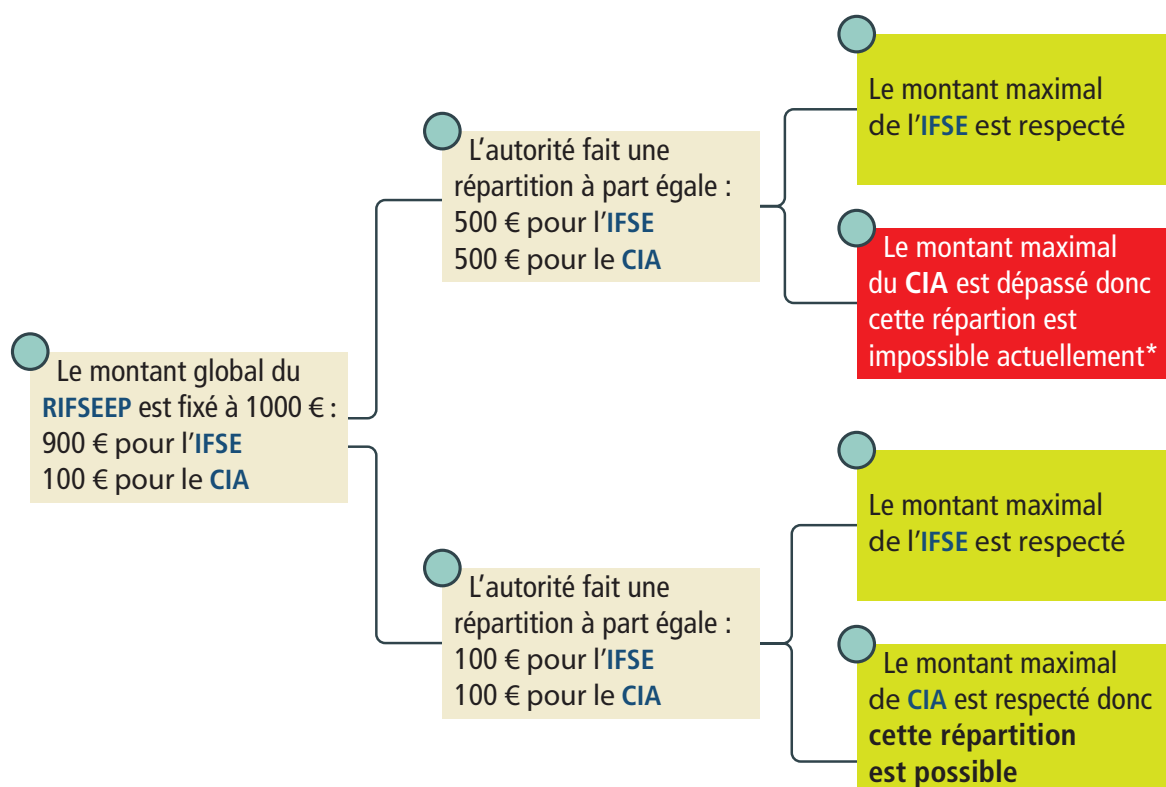 Le montant global du
RIFSEEP est fixé à 1000 € :
900 € pour l'IFSE
100 € pour le CIA
L'autorité fait une
répartition à part égale :
500 € pour l'IFSE
500 € pour le CIA
Le montant maximal
de l'IFSE est respecté
Le montant maximal
du CIA est dépassé donc
cette répartion est
impossible actuellement*
L'autorité fait une
répartition à part égale :
100 € pour l'IFSE
100 € pour le CIA
Le montant maximal
de l'IFSE est respecté
Le montant maximal
de CIA est respecté donc
cette répartition
est possible